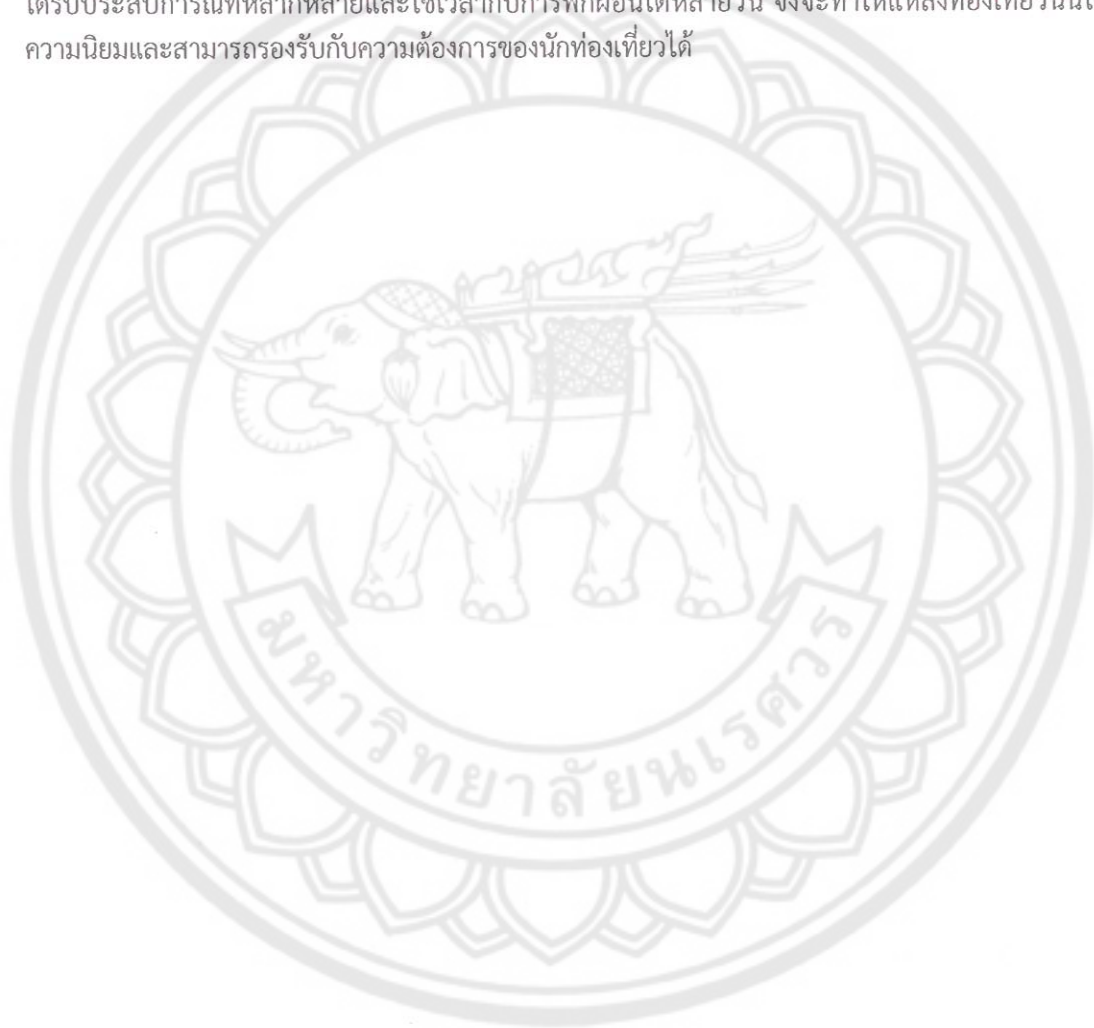 ได้รับประสบการณ์ที่หลากหลายและใช้เวลากับการพักผ่อนได้หลายวัน จึงจะทำให้แหล่งท่องเที่ยวนั้น
ความนิยมและสามารถรองรับกับความต้องการของนักท่องเที่ยวได้
มหาวิทยาลัยนเรศวร